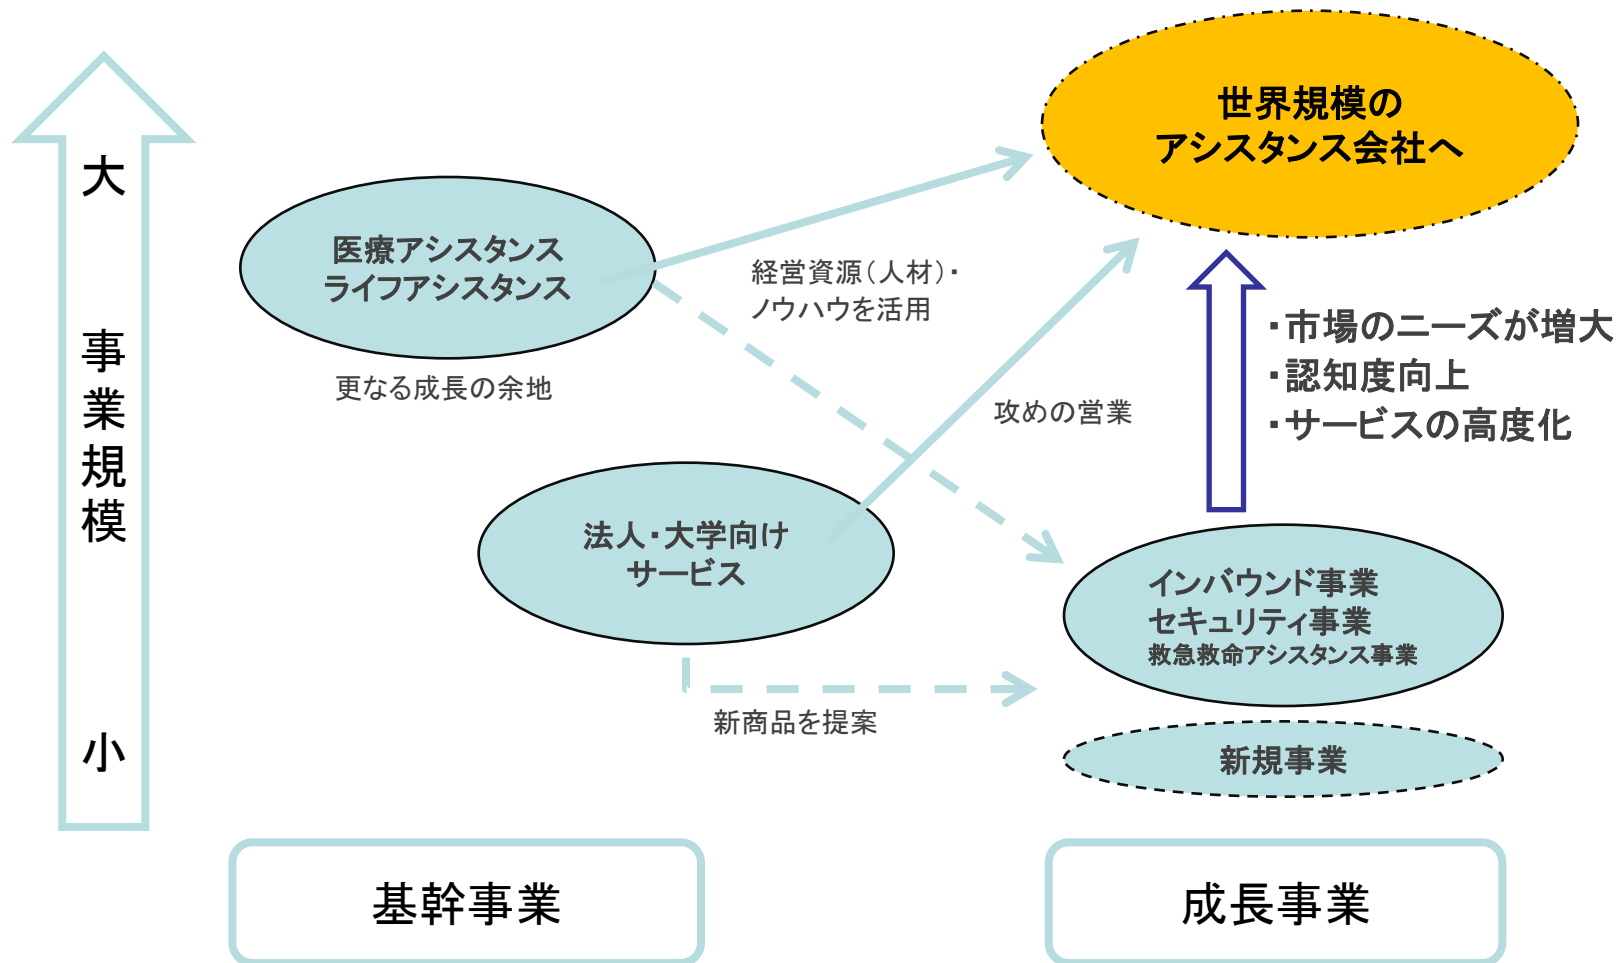 世界規模の
アシスタンス会社へ
大
事業規模
小
医療アシスタンス
ライフアシスタンス
更なる成長の余地
経営資源（人材）・
ノウハウを活用
攻めの営業
・市場のニーズが増大
・認知度向上
・サービスの高度化
法人・大学向け
サービス
新商品を提案
インバウンド事業
セキュリティ事業
救急救命アシスタンス事業
新規事業
基幹事業
成長事業